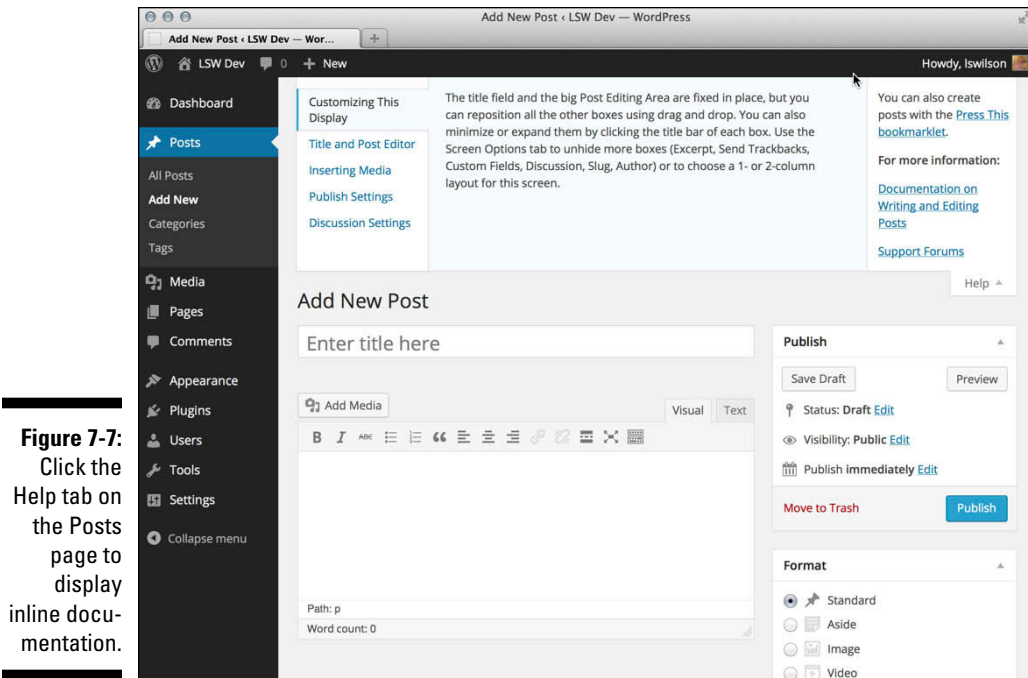 Add New Post ‹ LSW Dev — WordPress
Add New Post ‹ LSW Dev — Wor...
LSW Dev
0
New
Howdy, lswilson
Dashboard
Posts
All Posts
Add New
Categories
Tags
Media
Pages
Comments
Appearance
Plugins
Users
Tools
Settings
Collapse menu
Customizing This
Display
Title and Post Editor
Inserting Media
Publish Settings
Discussion Settings
The title field and the big Post Editing Area are fixed in place, but you
can reposition all the other boxes using drag and drop. You can also
minimize or expand them by clicking the title bar of each box. Use the
Screen Options tab to unhide more boxes (Excerpt, Send Trackbacks,
Custom Fields, Discussion, Slug, Author) or to choose a 1- or 2-column
layout for this screen.
You can also create
posts with the Press This
bookmarklet.
For more information:
Documentation on
Writing and Editing
Posts
Support Forums
Help
Add New Post
Enter title here
Add Media
Visual
Text
B I ABC
Path: p
Word count: 0
Publish
Save Draft
Preview
Status: Draft Edit
Visibility: Public Edit
Publish immediately Edit
Move to Trash
Publish
Format
Standard
Aside
Image
Video
Figure 7-7:
Click the
Help tab on
the Posts
page to
display
inline docu-
mentation.